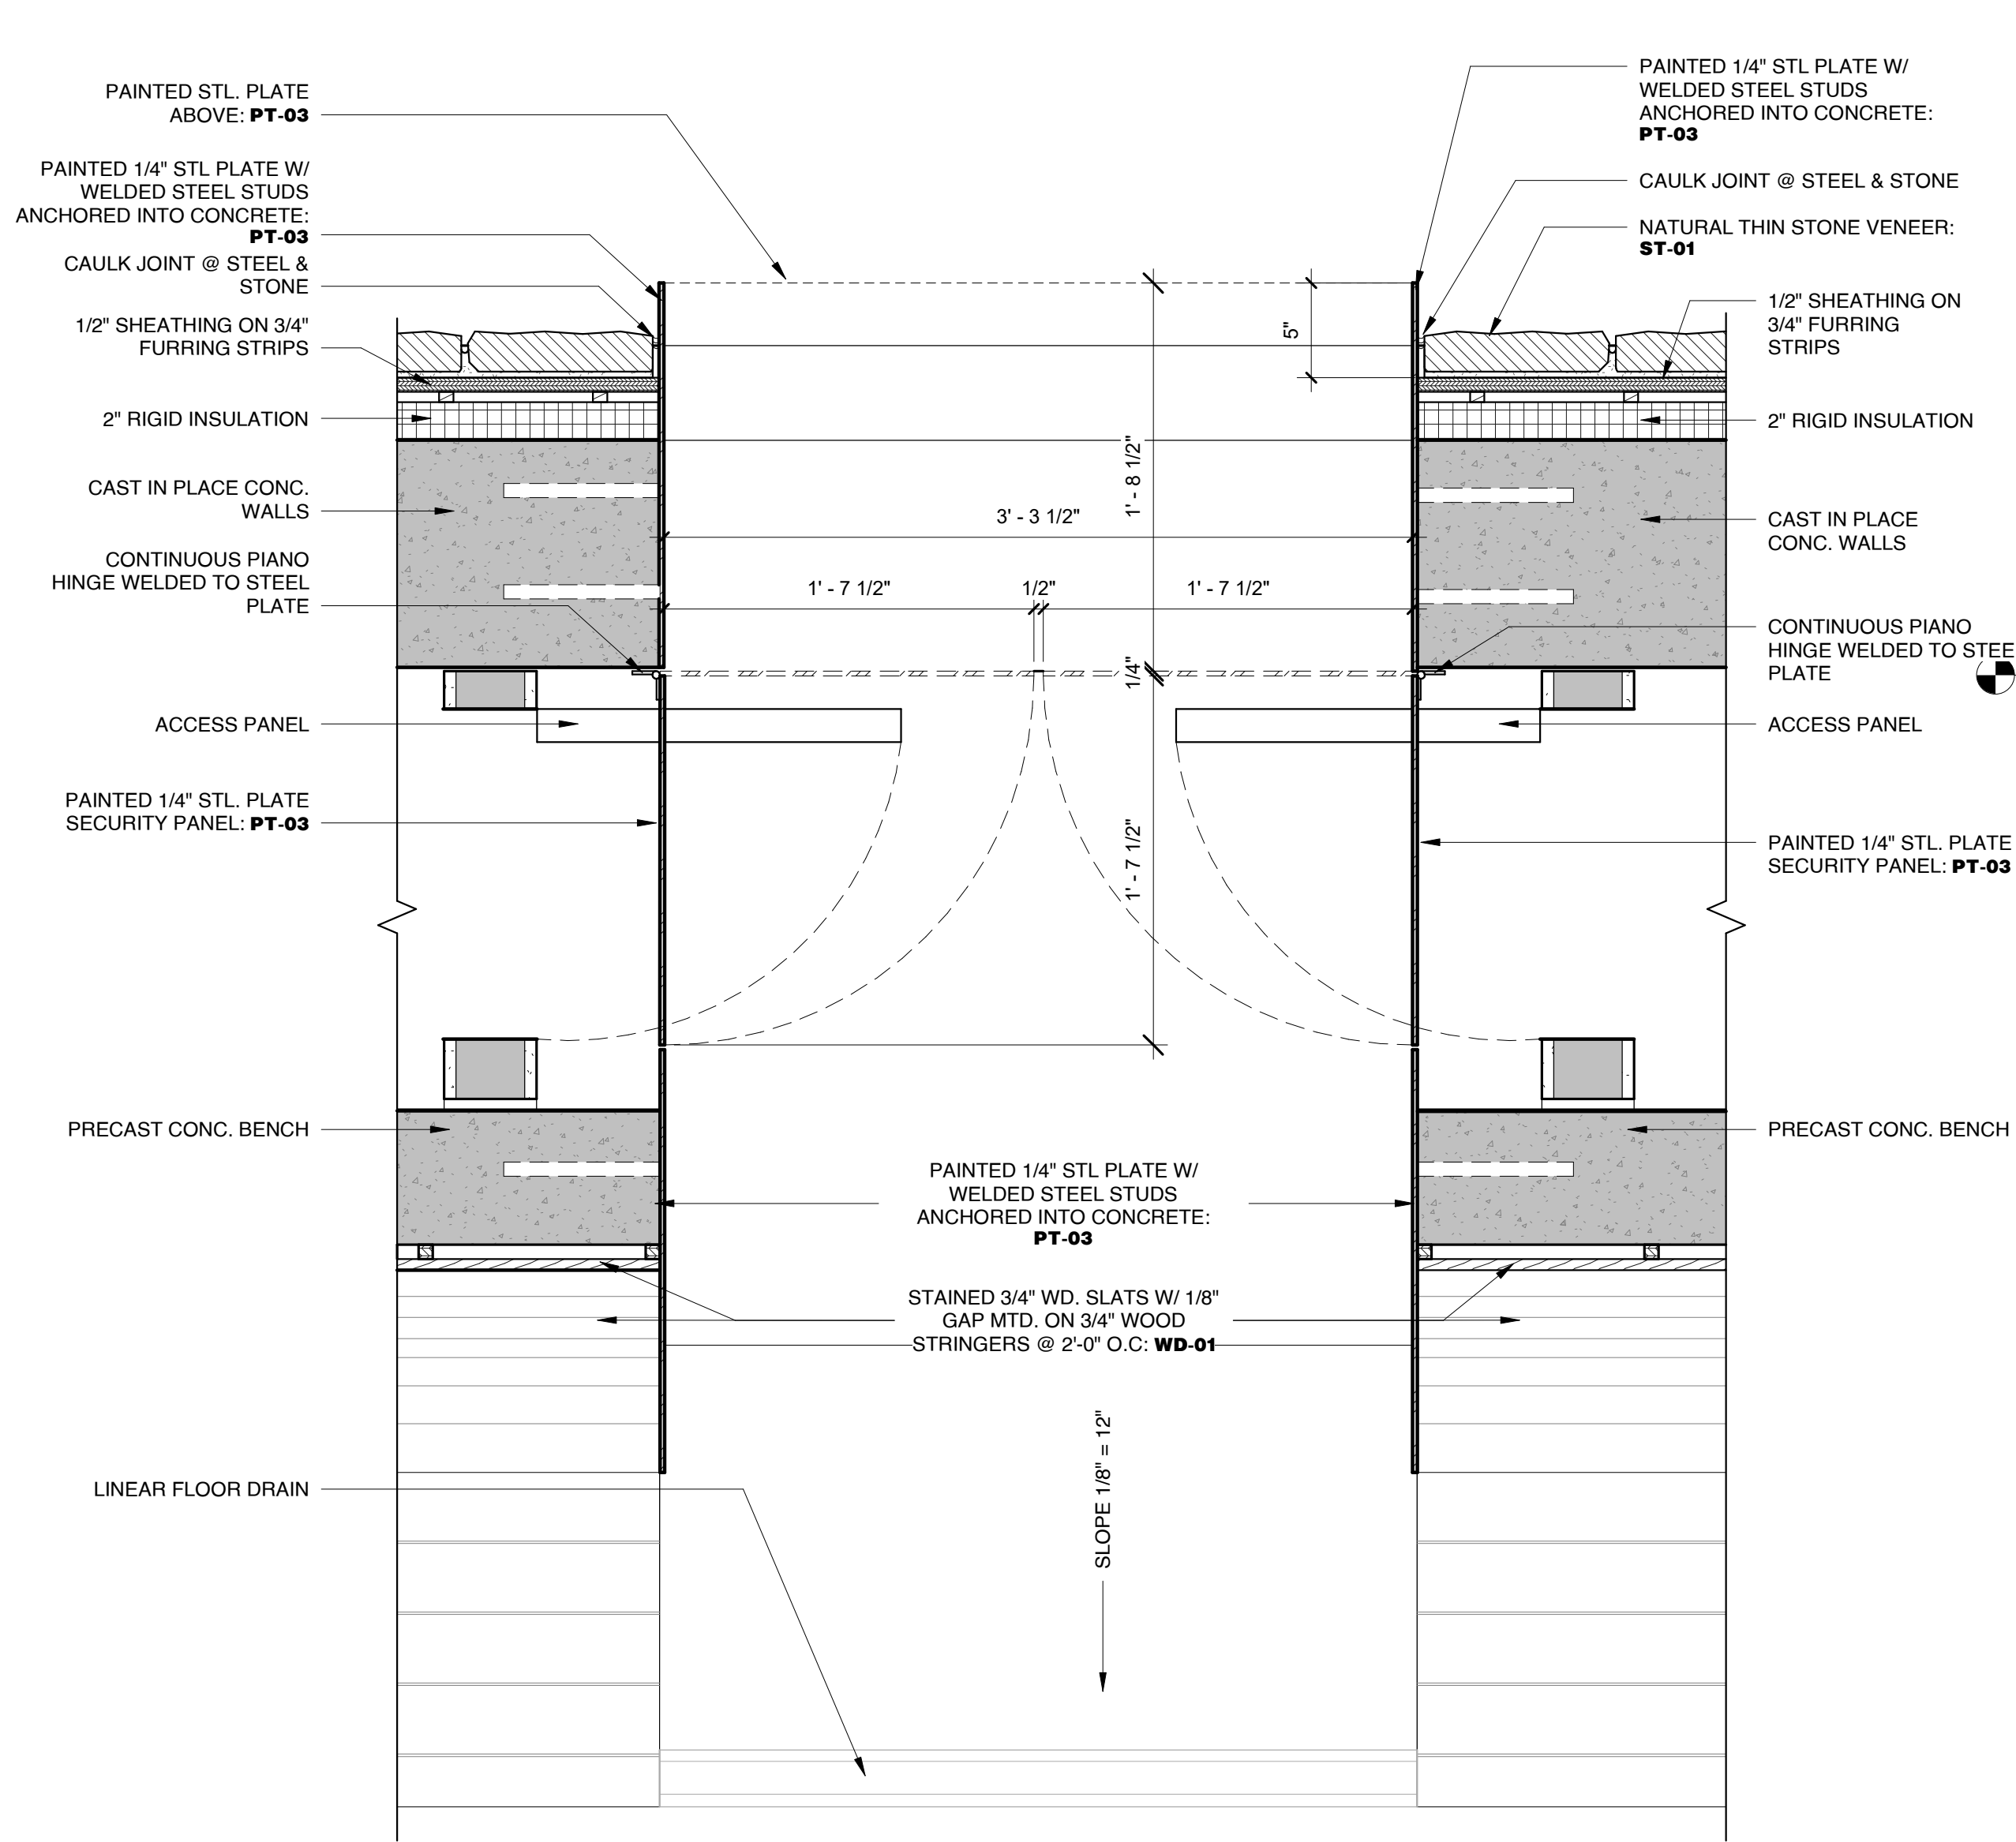 PAINTED STL. PLATE
ABOVE: PT-03
PAINTED 1/4" STL PLATE W/
WELDED STEEL STUDS
ANCHORED INTO CONCRETE:
PT-03
CAULK JOINT @ STEEL &
STONE
1/2" SHEATHING ON 3/4"
FURRING STRIPS
2" RIGID INSULATION
CAST IN PLACE CONC.
WALLS
CONTINUOUS PIANO
HINGE WELDED TO STEEL
PLATE
ACCESS PANEL
PAINTED 1/4" STL. PLATE
SECURITY PANEL: PT-03
PRECAST CONC. BENCH
LINEAR FLOOR DRAIN
5"
1' - 8 1/2"
3' - 3 1/2"
1' - 7 1/2"
1/2"
1' - 7 1/2"
1/4"
1' - 7 1/2"
PAINTED 1/4" STL PLATE W/
WELDED STEEL STUDS
ANCHORED INTO CONCRETE:
PT-03
STAINED 3/4" WD. SLATS W/ 1/8"
GAP MTD. ON 3/4" WOOD
STRINGERS @ 2'-0" O.C: WD-01
SLOPE 1/8" = 12"
PAINTED 1/4" STL PLATE W/
WELDED STEEL STUDS
ANCHORED INTO CONCRETE:
PT-03
CAULK JOINT @ STEEL & STONE
NATURAL THIN STONE VENEER:
ST-01
1/2" SHEATHING ON
3/4" FURRING
STRIPS
2" RIGID INSULATION
CAST IN PLACE
CONC. WALLS
CONTINUOUS PIANO
HINGE WELDED TO STEE
PLATE
ACCESS PANEL
PAINTED 1/4" STL. PLATE
SECURITY PANEL: PT-03
PRECAST CONC. BENCH